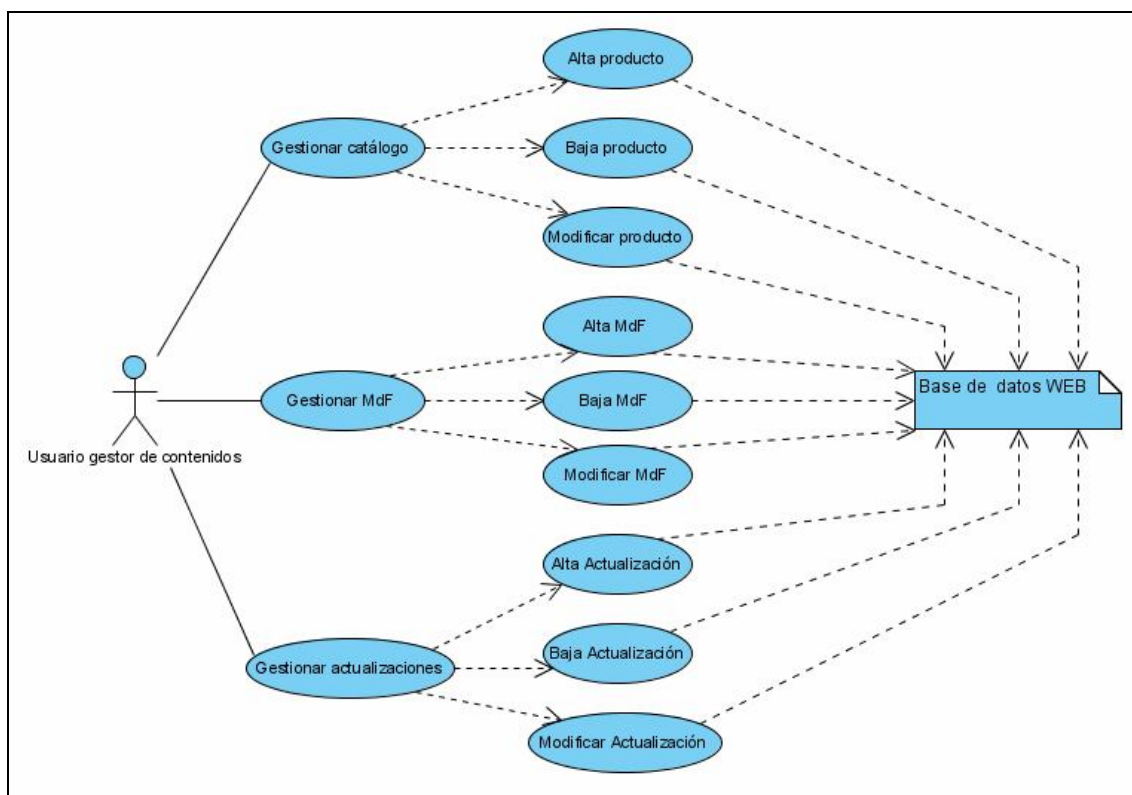 Alta producto
Gestionar catálogo
Baja producto
Modificar producto
Alta MdF
Base de datos WEB
Gestionar MdF
Baja MdF
Usuario gestor de contenidos
Modificar MdF
Alta Actualización
Baja Actualización
Gestionar actualizaciones
Modificar Actualización